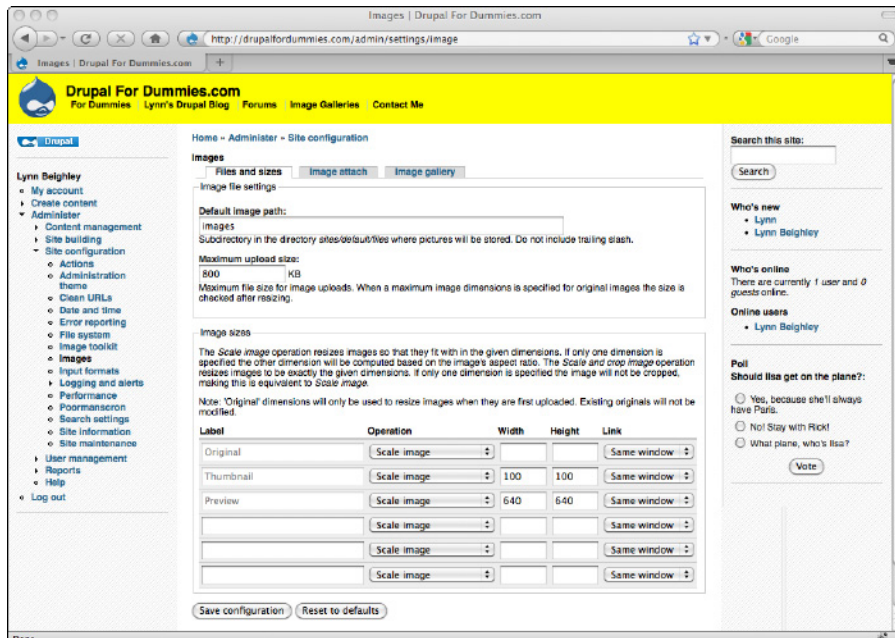 Images | Drupal For Dummies.com
http://drupalfordummies.com/admin/settings/image
Google
Images | Drupal For Dummies.com
Drupal For Dummies.com
For Dummies Lynn's Drupal Blog Forums Image Galleries Contact Me
Drupal
Lynn Beighley
My account
Create content
Administer
Content management
Site building
Site configuration
Actions
Administration
theme
Clean URLs
Date and time
Error reporting
File system
Image toolkit
Images
Input formats
Logging and alerts
Performance
Poormanscron
Search settings
Site information
Site maintenance
User management
Reports
Help
Log out
Home » Administer » Site configuration
Images
Files and sizes Image attach Image gallery
Image file settings
Default image path:
images
Subdirectory in the directory sites/default/files where pictures will be stored. Do not include trailing slash.
Maximum upload size:
800 KB
Maximum file size for image uploads. When a maximum image dimensions is specified for original images the size is
checked after resizing.
Image sizes
The Scale image operation resizes images so that they fit with in the given dimensions. If only one dimension is
specified the other dimension will be computed based on the image's aspect ratio. The Scale and crop image operation
resizes images to be exactly the given dimensions. If only one dimension is specified the image will not be cropped,
making this is equivalent to Scale image.
Note: 'Original' dimensions will only be used to resize images when they are first uploaded. Existing originals will not be
modified.
Label Operation Width Height Link
Original Scale image Same window
Thumbnail Scale image 100 100 Same window
Preview Scale image 640 640 Same window
Scale image Same window
Scale image Same window
Scale image Same window
Save configuration Reset to defaults
Search this site:
Search
Who's new
Lynn
Lynn Beighley
Who's online
There are currently 1 user and 0
guests online.
Online users
Lynn Beighley
Poll
Should Ilsa get on the plane?:
Yes, because she'll always
have Paris.
No! Stay with Rick!
What plane, who's Ilsa?
Vote